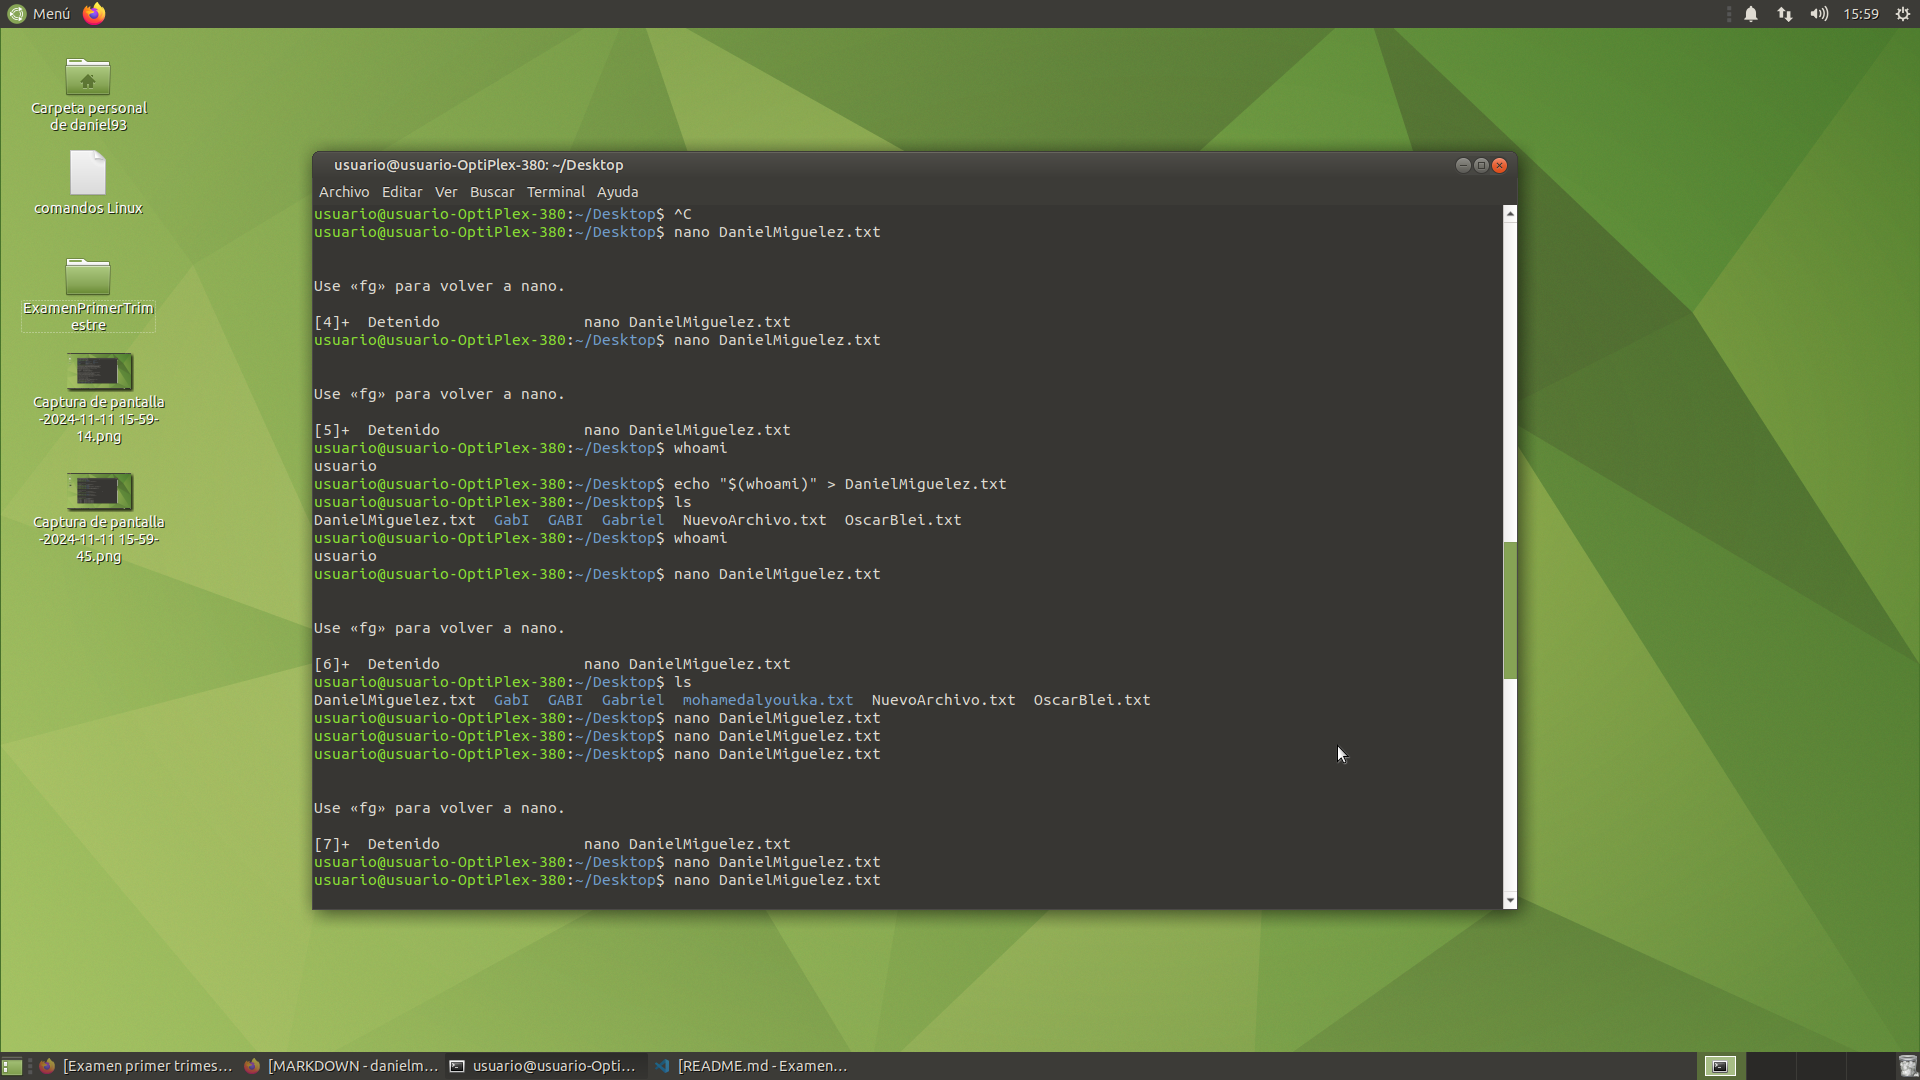 Menú
15:59
Carpeta personal
de daniel93
comandos Linux
ExamenPrimerTrim
estre
Captura de pantalla
-2024-11-11 15-59-
14.png
Captura de pantalla
-2024-11-11 15-59-
45.png
usuario@usuario-OptiPlex-380: ~/Desktop
Archivo Editar Ver Buscar Terminal Ayuda
usuario@usuario-OptiPlex-380:~/Desktop$ ^C
usuario@usuario-OptiPlex-380:~/Desktop$ nano DanielMiguelez.txt
Use «fg» para volver a nano.
[4]+  Detenido                nano DanielMiguelez.txt
usuario@usuario-OptiPlex-380:~/Desktop$ nano DanielMiguelez.txt
Use «fg» para volver a nano.
[5]+  Detenido                nano DanielMiguelez.txt
usuario@usuario-OptiPlex-380:~/Desktop$ whoami
usuario
usuario@usuario-OptiPlex-380:~/Desktop$ echo "$(whoami)" > DanielMiguelez.txt
usuario@usuario-OptiPlex-380:~/Desktop$ ls
DanielMiguelez.txt  GabI  GABI  Gabriel  NuevoArchivo.txt  OscarBlei.txt
usuario@usuario-OptiPlex-380:~/Desktop$ whoami
usuario
usuario@usuario-OptiPlex-380:~/Desktop$ nano DanielMiguelez.txt
Use «fg» para volver a nano.
[6]+  Detenido                nano DanielMiguelez.txt
usuario@usuario-OptiPlex-380:~/Desktop$ ls
DanielMiguelez.txt  GabI  GABI  Gabriel  mohamedalyouika.txt  NuevoArchivo.txt  OscarBlei.txt
usuario@usuario-OptiPlex-380:~/Desktop$ nano DanielMiguelez.txt
usuario@usuario-OptiPlex-380:~/Desktop$ nano DanielMiguelez.txt
usuario@usuario-OptiPlex-380:~/Desktop$ nano DanielMiguelez.txt
Use «fg» para volver a nano.
[7]+  Detenido                nano DanielMiguelez.txt
usuario@usuario-OptiPlex-380:~/Desktop$ nano DanielMiguelez.txt
usuario@usuario-OptiPlex-380:~/Desktop$ nano DanielMiguelez.txt
[Examen primer trimes... [MARKDOWN - danielm... usuario@usuario-Opti... [README.md - Examen...